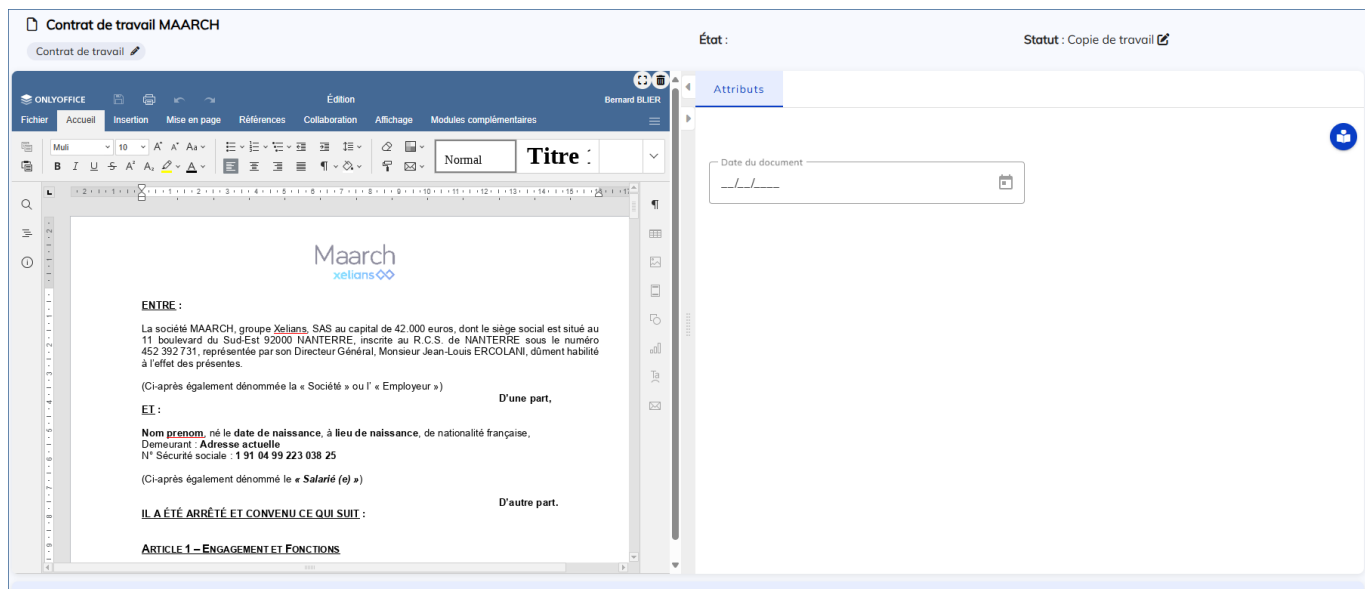 Contrat de travail MAARCH
Contrat de travail
État :
Statut : Copie de travail
ONLYOFFICE
Édition
Bernard BLIER
Fichier Accueil Insertion Mise en page Références Collaboration Affichage Modules complémentaires
Muli 10
Normal
Titre
Attributs
Date du document
__/__/____
Maarch
xelians
ENTRE :
La société MAARCH, groupe Xelians, SAS au capital de 42.000 euros, dont le siège social est situé au
11 boulevard du Sud-Est 92000 NANTERRE, inscrite au R.C.S. de NANTERRE sous le numéro
452 392 731, représentée par son Directeur Général, Monsieur Jean-Louis ERCOLANI, dûment habilité
à l'effet des présentes.
(Ci-après également dénommée la « Société » ou l' « Employeur »)
D'une part,
ET :
Nom prenom, né le date de naissance, à lieu de naissance, de nationalité française,
Demeurant : Adresse actuelle
N° Sécurité sociale : 1 91 04 99 223 038 25
(Ci-après également dénommé le « Salarié (e) »)
D'autre part.
IL A ÉTÉ ARRÊTÉ ET CONVENU CE QUI SUIT :
ARTICLE 1 – ENGAGEMENT ET FONCTIONS